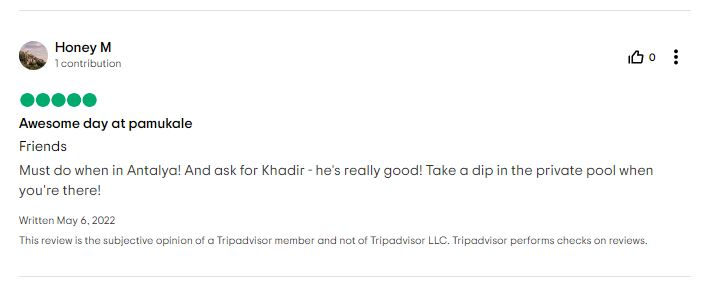 Honey M
1 contribution
0
Awesome day at pamukale
Friends
Must do when in Antalya! And ask for Khadir - he's really good! Take a dip in the private pool when
you're there!
Written May 6, 2022
This review is the subjective opinion of a Tripadvisor member and not of Tripadvisor LLC. Tripadvisor performs checks on reviews.